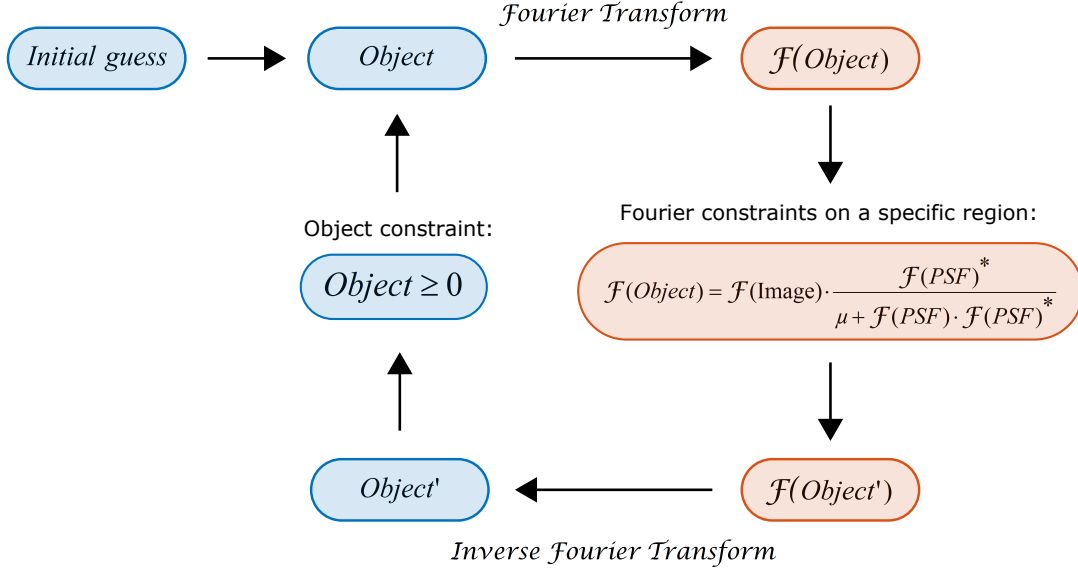 Fourier Transform
Initial guess
Object
ℱ(Object)
Fourier constraints on a specific region:
Object constraint:
Object ≥ 0
ℱ(Object) = ℱ(Image) · ℱ(PSF)* / μ + ℱ(PSF) · ℱ(PSF)*
Object'
ℱ(Object')
Inverse Fourier Transform